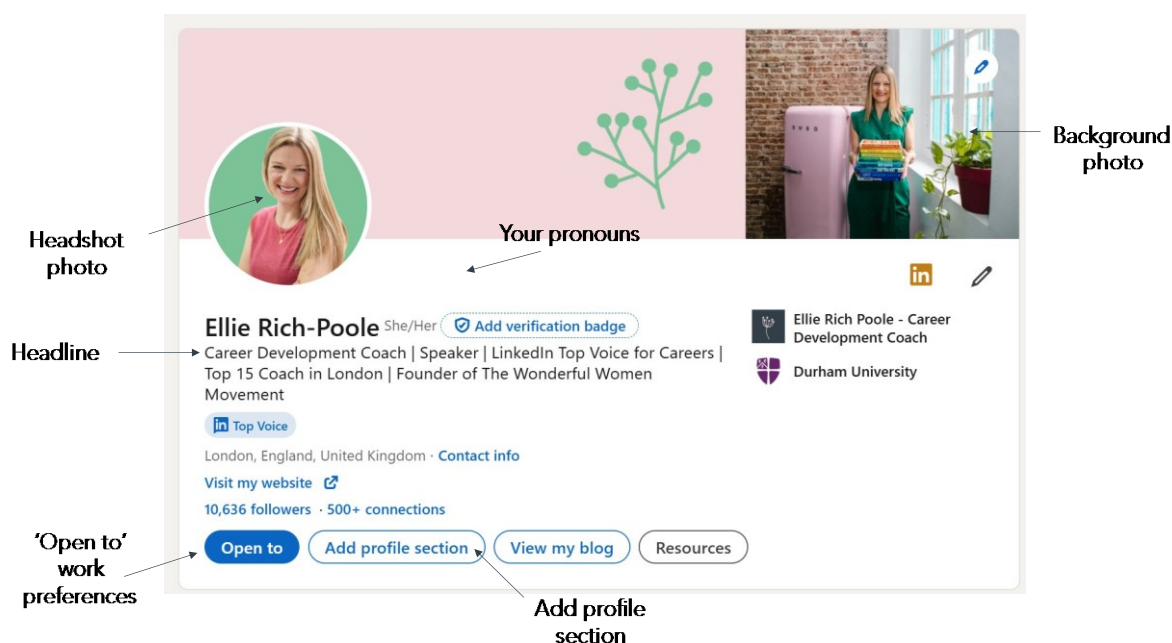 Background
photo
Headshot
photo
Your pronouns
in
Ellie Rich-Poole She/Her Add verification badge
Ellie Rich Poole - Career
Development Coach
Headline
Career Development Coach | Speaker | LinkedIn Top Voice for Careers |
Top 15 Coach in London | Founder of The Wonderful Women
Movement
Durham University
in Top Voice
London, England, United Kingdom · Contact info
Visit my website
10,636 followers · 500+ connections
'Open to'
work
preferences
Open to
Add profile section
View my blog
Resources
Add profile
section